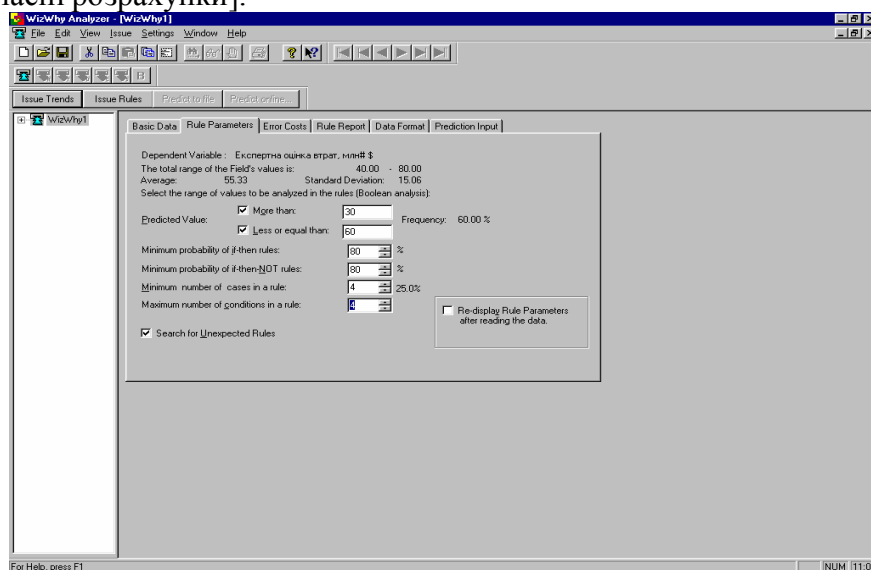 розрахунки].
WizWhy Analyzer - [WizWhy1]
File Edit View Issue Settings Window Help
B
Issue Trends Issue Rules Predict to file Predict online...
WizWhy1
Basic Data Rule Parameters Error Costs Rule Report Data Format Prediction Input
Dependent Variable : Експертна оцінка втрат, млн# $
The total range of the Field's values is: 40.00 - 80.00
Average: 55.33 Standard Deviation: 15.06
Select the range of values to be analyzed in the rules (Boolean analysis):
Predicted Value: More than: 30 Frequency: 60.00 %
Less or equal than: 60
Minimum probability of if-then rules: 80 %
Minimum probability of if-then-NOT rules: 80 %
Minimum number of cases in a rule: 4 25.0%
Maximum number of conditions in a rule: 4
Re-display Rule Parameters
after reading the data.
Search for Unexpected Rules
For Help, press F1 NUM 11:0